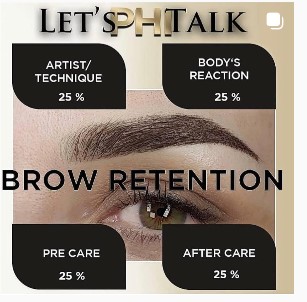 LET'S PHI TALK
ARTIST/
TECHNIQUE
25 %
BODY'S
REACTION
25 %
BROW RETENTION
PRE CARE
25 %
AFTER CARE
25 %